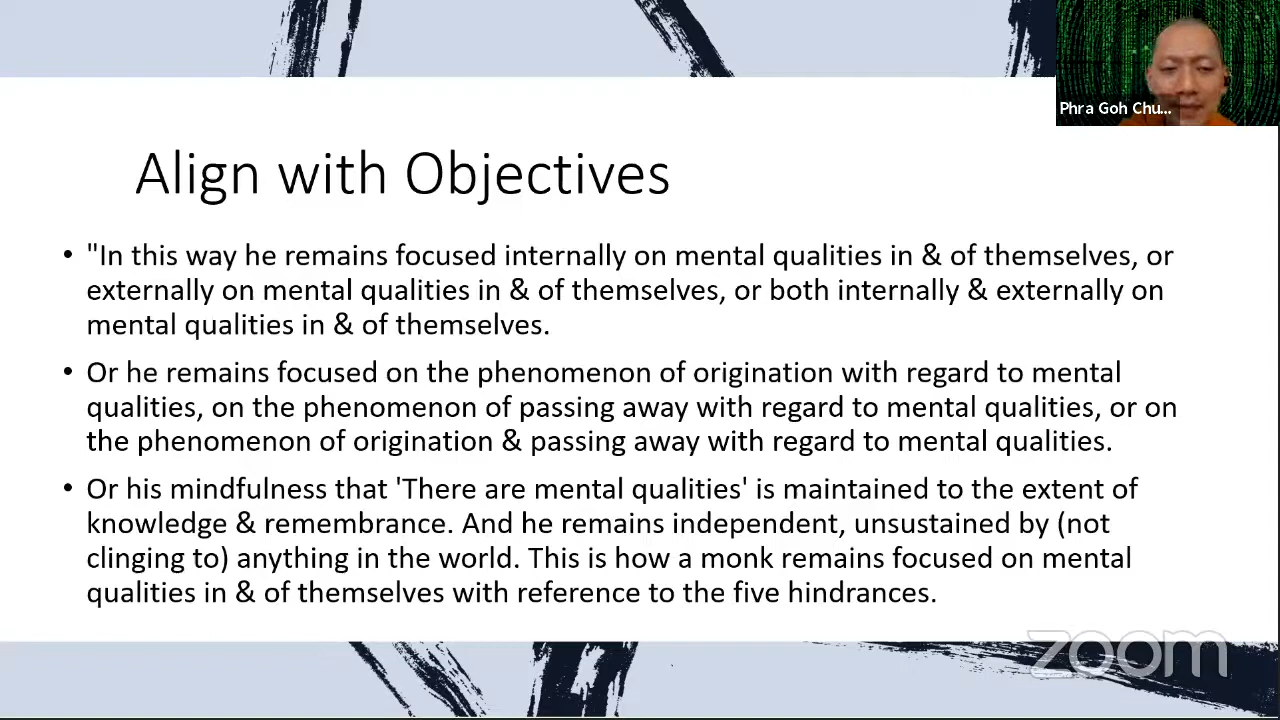 Phra Goh Chu...
Align with Objectives
• "In this way he remains focused internally on mental qualities in & of themselves, or
externally on mental qualities in & of themselves, or both internally & externally on
mental qualities in & of themselves.
• Or he remains focused on the phenomenon of origination with regard to mental
qualities, on the phenomenon of passing away with regard to mental qualities, or on
the phenomenon of origination & passing away with regard to mental qualities.
• Or his mindfulness that 'There are mental qualities' is maintained to the extent of
knowledge & remembrance. And he remains independent, unsustained by (not
clinging to) anything in the world. This is how a monk remains focused on mental
qualities in & of themselves with reference to the five hindrances.
zoom